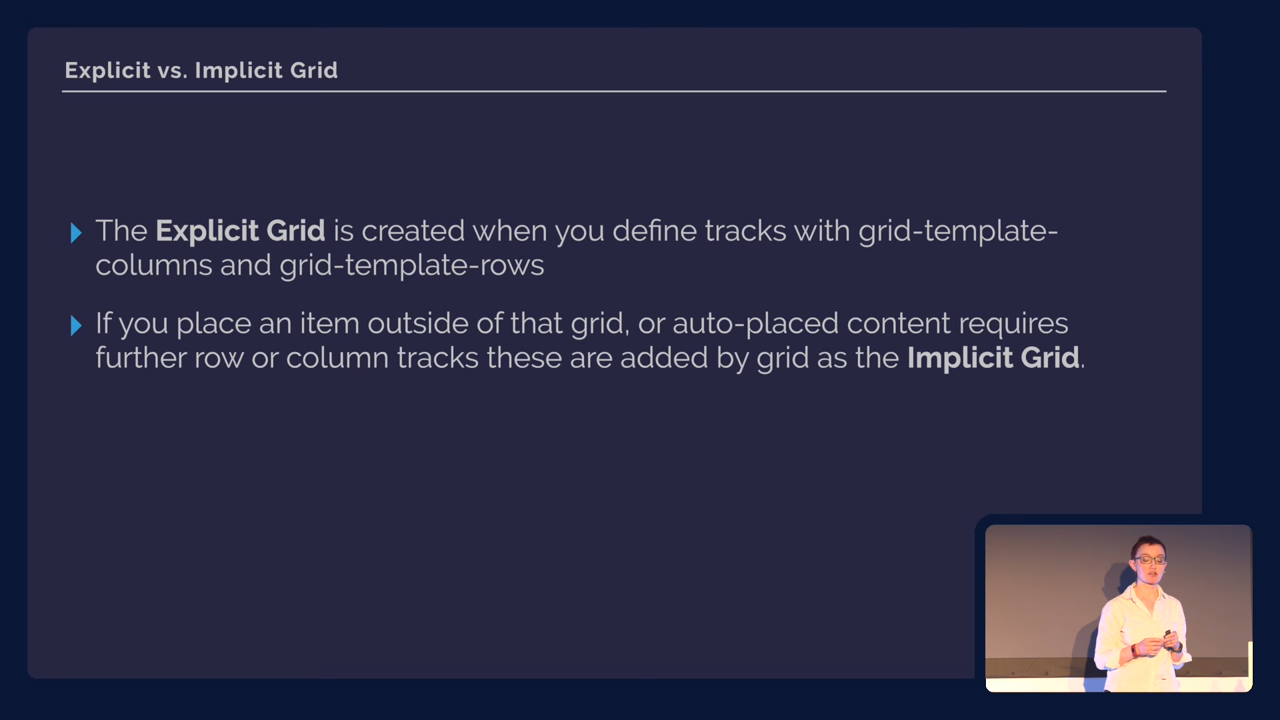 Explicit vs. Implicit Grid
The Explicit Grid is created when you define tracks with grid-template-
columns and grid-template-rows
If you place an item outside of that grid, or auto-placed content requires
further row or column tracks these are added by grid as the Implicit Grid.